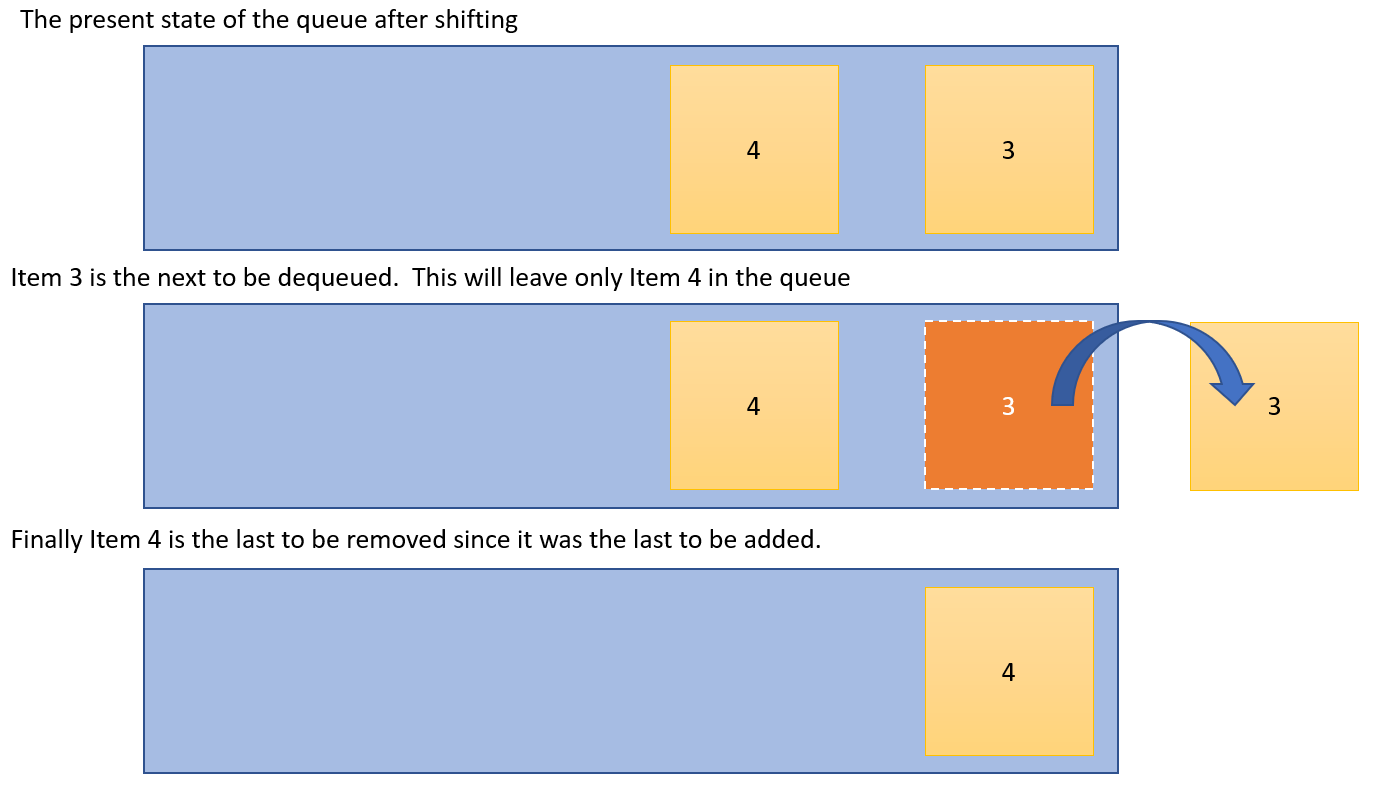 The present state of the queue after shifting
4 3
Item 3 is the next to be dequeued.  This will leave only Item 4 in the queue
4 3 3
Finally Item 4 is the last to be removed since it was the last to be added.
4